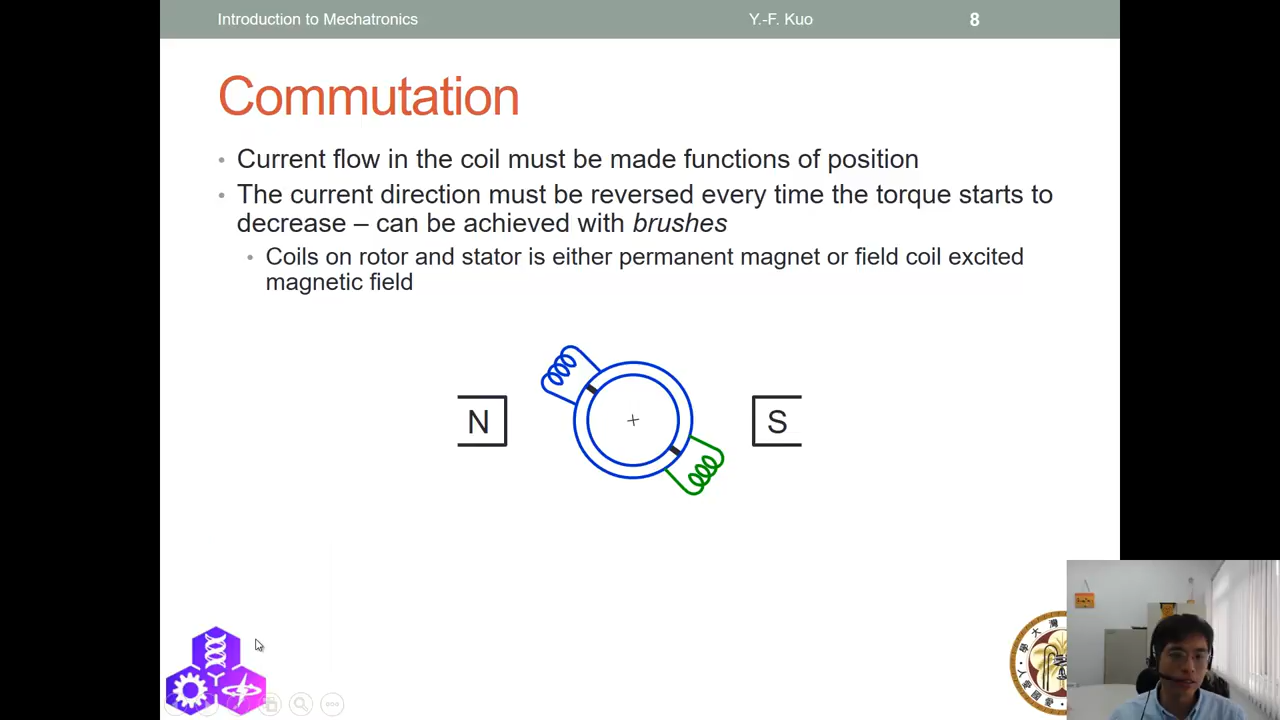 Introduction to Mechatronics Y.-F. Kuo 8
Commutation
• Current flow in the coil must be made functions of position
• The current direction must be reversed every time the torque starts to
decrease – can be achieved with brushes
• Coils on rotor and stator is either permanent magnet or field coil excited
magnetic field
N S